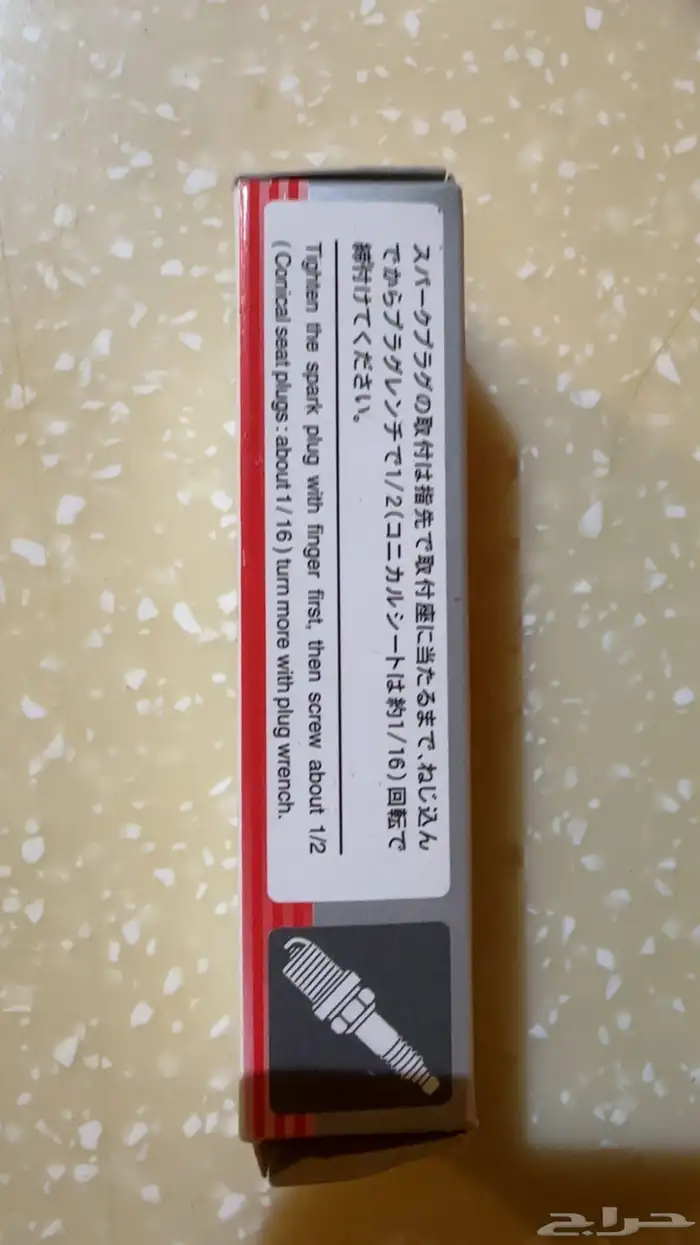 スパークプラグの取付は指先で取付座に当たるまで、ねじ込ん
でからプラグレンチで1/2(コニカルシートは約1/16)回転で
締付けてください。
Tighten the spark plug with finger first, then screw about 1/2
(Conical seat plugs : about 1/16) turn more with plug wrench.
حراج